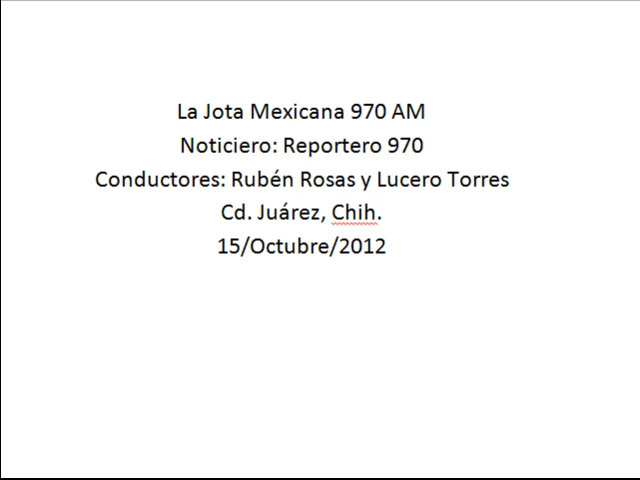 La Jota Mexicana 970 AM
Noticiero: Reportero 970
Conductores: Rubén Rosas y Lucero Torres
Cd. Juárez, Chih.
15/Octubre/2012